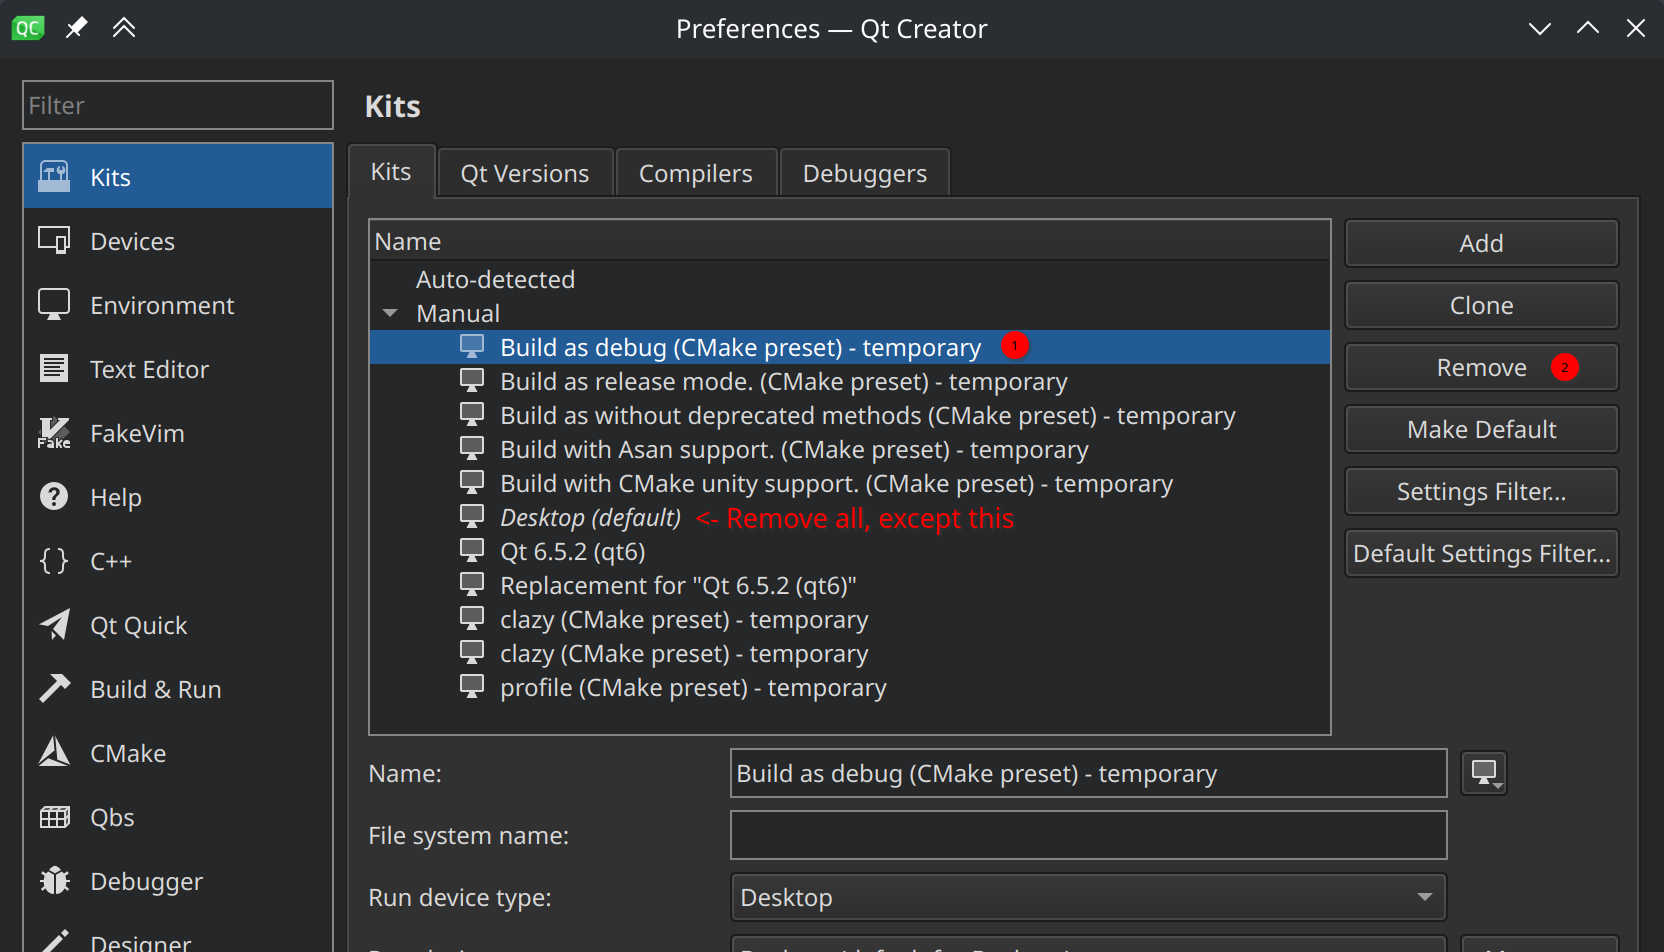 QC
Preferences — Qt Creator
Filter
Kits
Kits
Devices
Environment
Text Editor
Fake
FakeVim
Help
C++
Qt Quick
Build & Run
CMake
Qbs
Debugger
Designer
Kits
Qt Versions
Compilers
Debuggers
Name
Auto-detected
Manual
Build as debug (CMake preset) - temporary 1
Build as release mode. (CMake preset) - temporary
Build as without deprecated methods (CMake preset) - temporary
Build with Asan support. (CMake preset) - temporary
Build with CMake unity support. (CMake preset) - temporary
Desktop (default) <- Remove all, except this
Qt 6.5.2 (qt6)
Replacement for "Qt 6.5.2 (qt6)"
clazy (CMake preset) - temporary
clazy (CMake preset) - temporary
profile (CMake preset) - temporary
Add
Clone
Remove 2
Make Default
Settings Filter...
Default Settings Filter...
Name: Build as debug (CMake preset) - temporary
File system name:
Run device type: Desktop